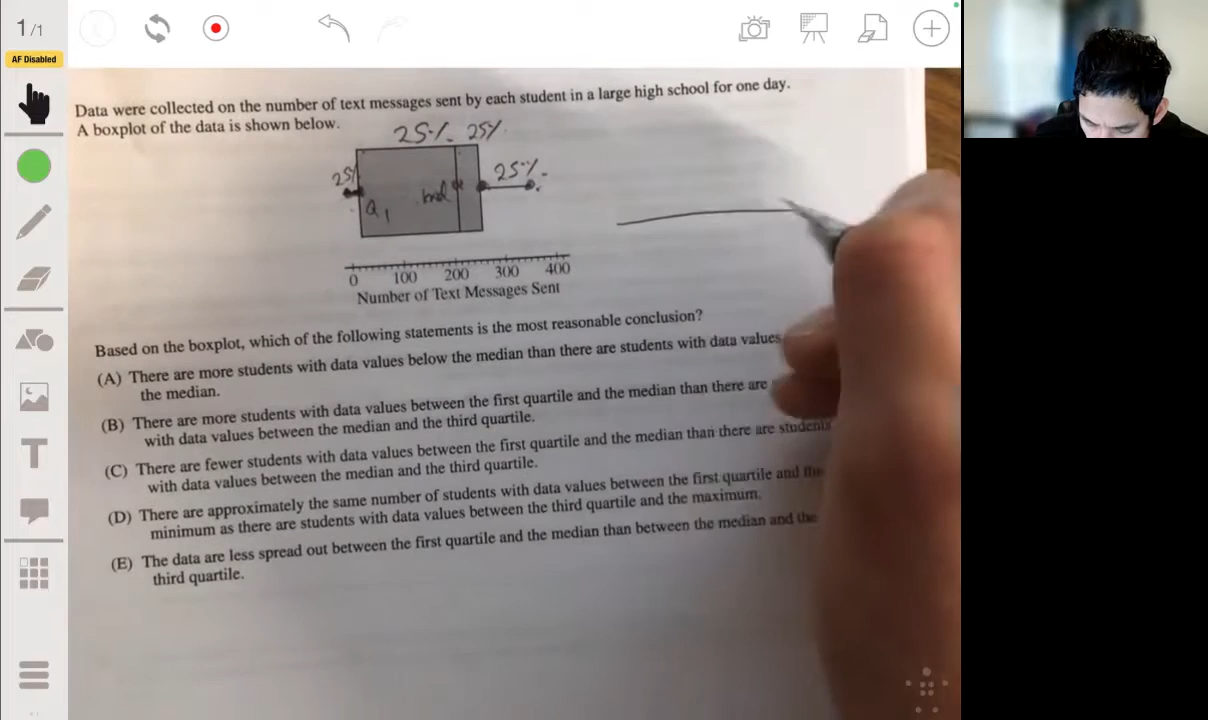 1/1
AF Disabled
Data were collected on the number of text messages sent by each student in a large high school for one day.
A boxplot of the data is shown below.
25% 25%
25% 25%
Q1 med
0 100 200 300 400
Number of Text Messages Sent
Based on the boxplot, which of the following statements is the most reasonable conclusion?
(A) There are more students with data values below the median than there are students with data values
the median.
(B) There are more students with data values between the first quartile and the median than there are
with data values between the median and the third quartile.
(C) There are fewer students with data values between the first quartile and the median than there are students
with data values between the median and the third quartile.
(D) There are approximately the same number of students with data values between the first quartile and the
minimum as there are students with data values between the third quartile and the maximum.
(E) The data are less spread out between the first quartile and the median than between the median and the
third quartile.
T